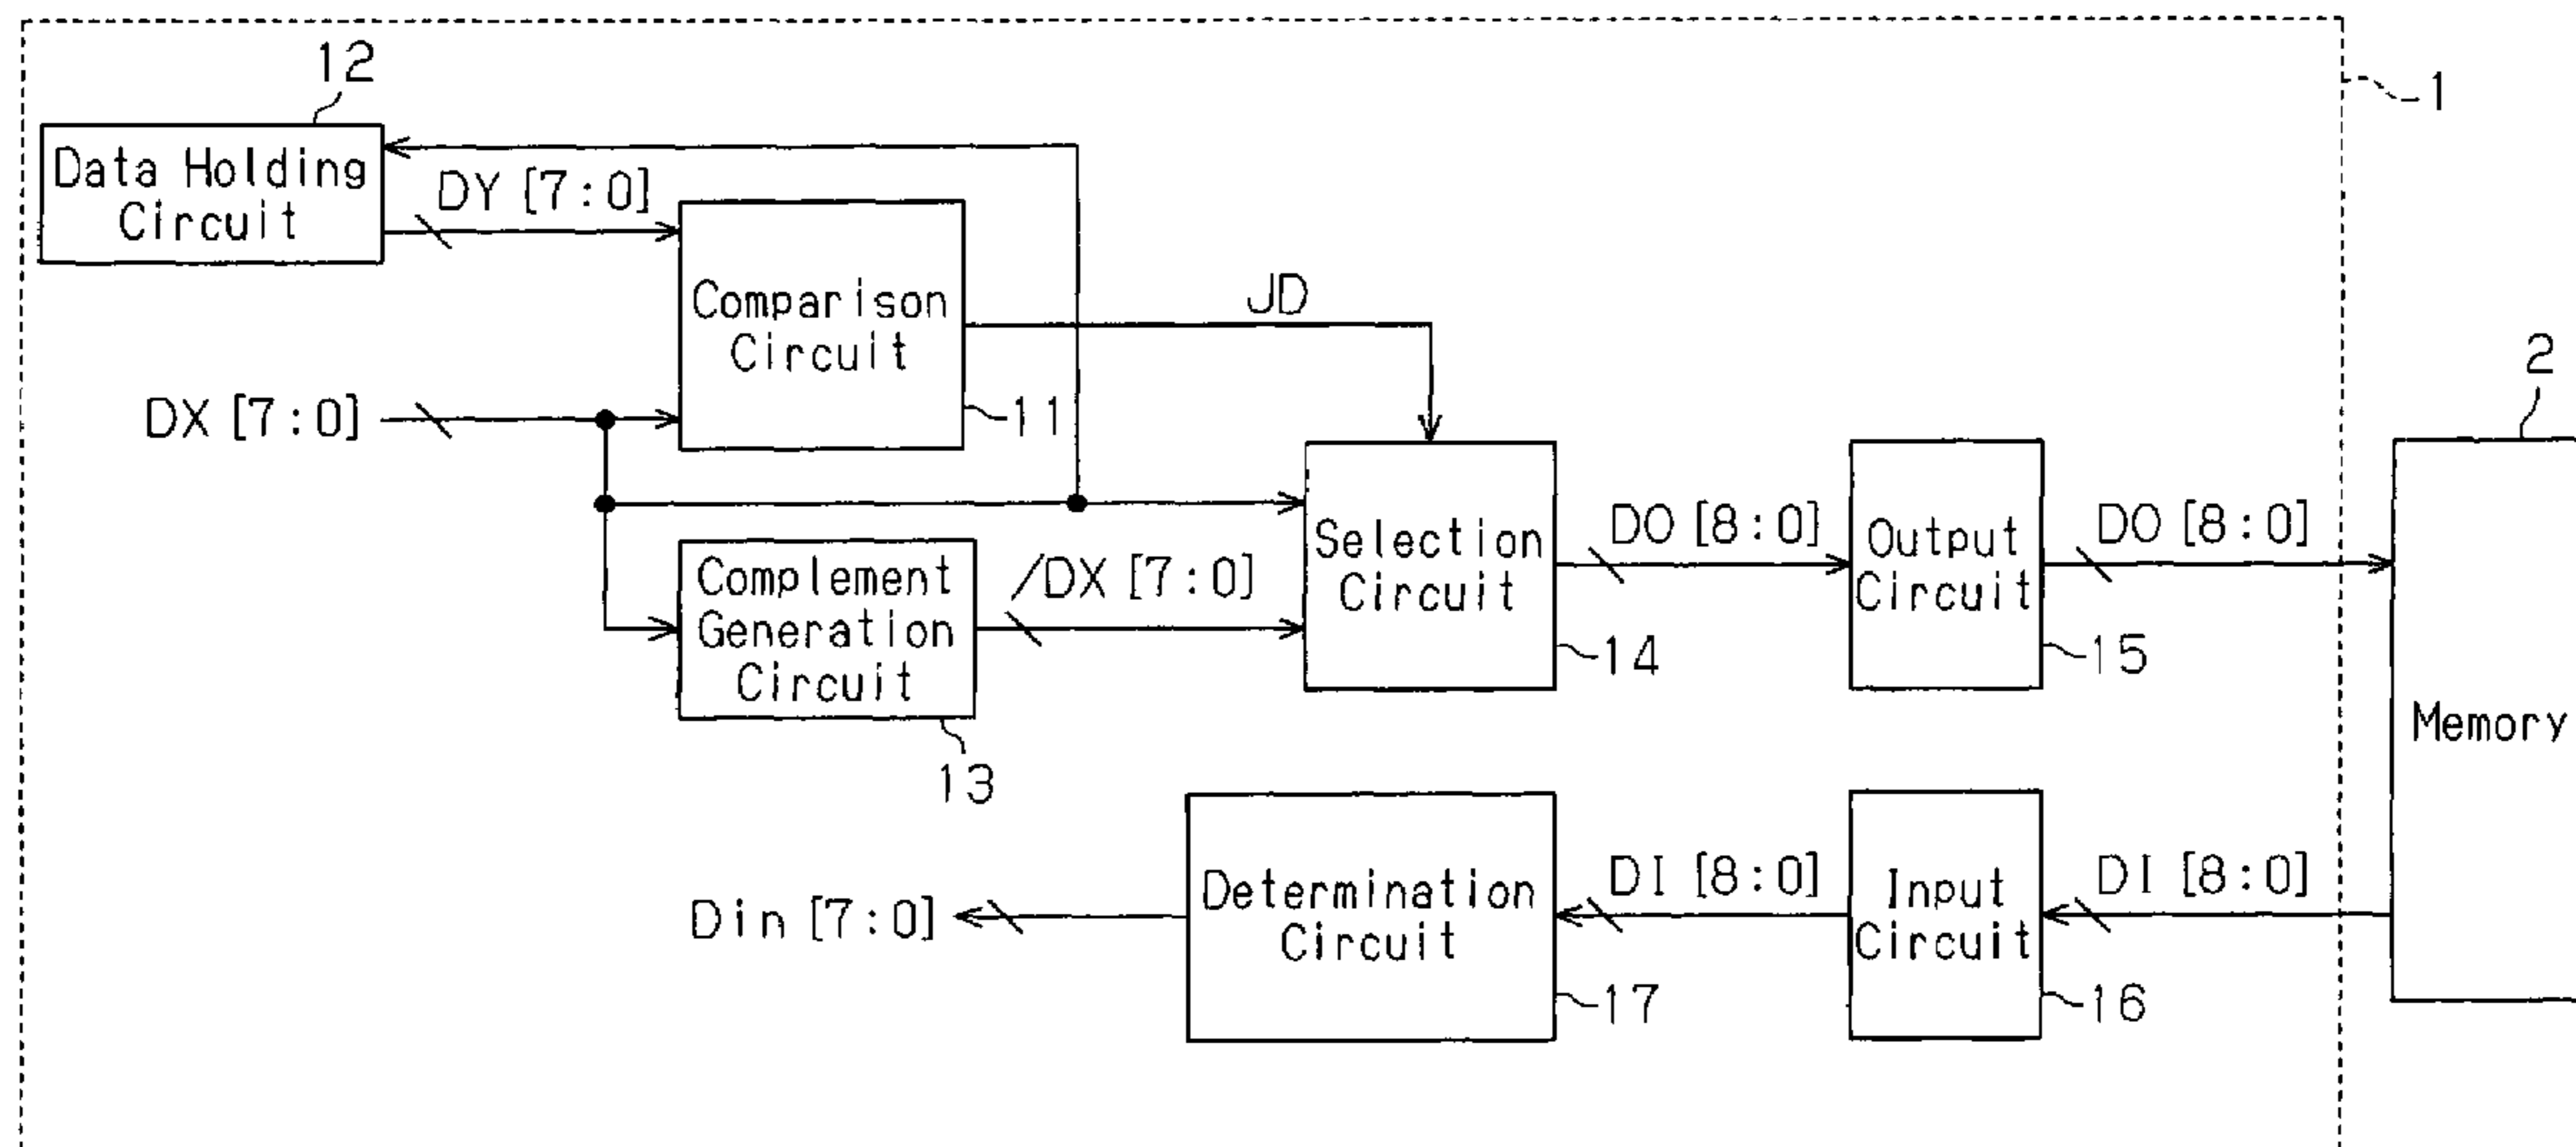 12
1
Data Holding
Circuit
DY [7:0]
Comparison
Circuit
JD
2
DX [7:0]
11
Selection
Circuit
DO [8:0]
Output
Circuit
DO [8:0]
Complement
Generation
Circuit
/DX [7:0]
14
15
Memory
13
Din [7:0]
Determination
Circuit
DI [8:0]
Input
Circuit
DI [8:0]
17
16